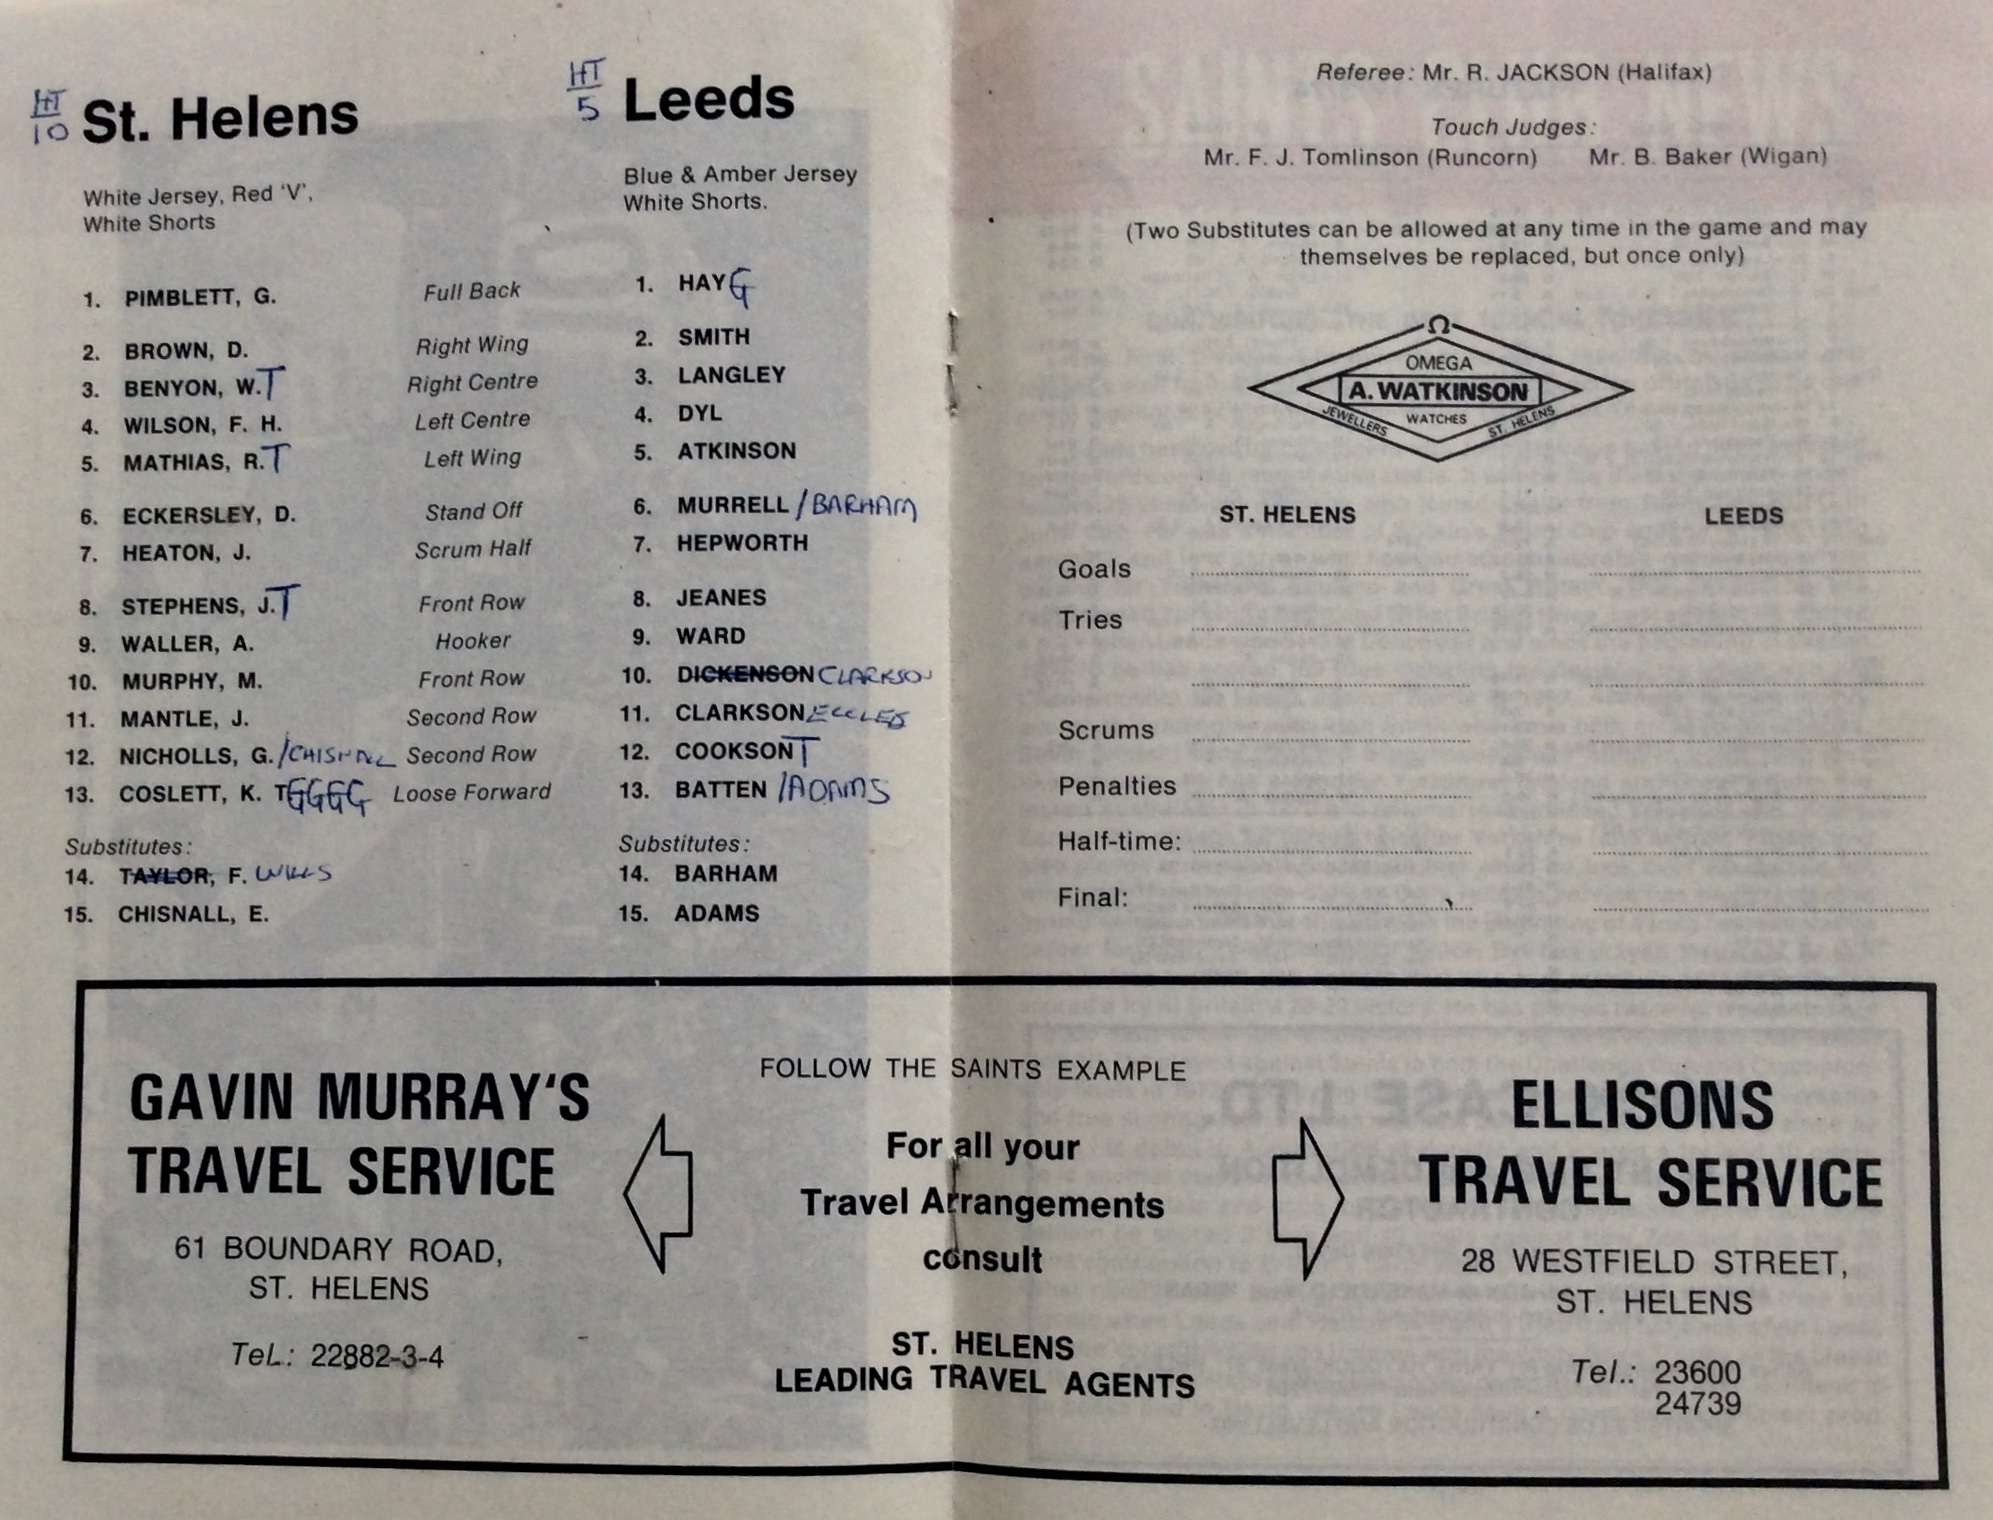 HT
10
St. Helens
White Jersey, Red 'V',
White Shorts
1. PIMBLETT, G. Full Back
2. BROWN, D. Right Wing
3. BENYON, W. T Right Centre
4. WILSON, F. H. Left Centre
5. MATHIAS, R. T Left Wing
6. ECKERSLEY, D. Stand Off
7. HEATON, J. Scrum Half
8. STEPHENS, J. T Front Row
9. WALLER, A. Hooker
10. MURPHY, M. Front Row
11. MANTLE, J. Second Row
12. NICHOLLS, G. /CHISNALL Second Row
13. COSLETT, K. TGGGG Loose Forward
Substitutes:
14. TAYLOR, F. WILLS
15. CHISNALL, E.
HT
5
Leeds
Blue & Amber Jersey
White Shorts.
1. HAY G
2. SMITH
3. LANGLEY
4. DYL
5. ATKINSON
6. MURRELL /BARHAM
7. HEPWORTH
8. JEANES
9. WARD
10. DICKENSON CLARKSON
11. CLARKSON ECCLES
12. COOKSON T
13. BATTEN /ADAMS
Substitutes:
14. BARHAM
15. ADAMS
Referee: Mr. R. JACKSON (Halifax)
Touch Judges:
Mr. F. J. Tomlinson (Runcorn) Mr. B. Baker (Wigan)
(Two Substitutes can be allowed at any time in the game and may
themselves be replaced, but once only)
Ω
OMEGA
A. WATKINSON
JEWELLERS WATCHES ST. HELENS
ST. HELENS LEEDS
Goals
Tries
Scrums
Penalties
Half-time:
Final:
GAVIN MURRAY'S
TRAVEL SERVICE
61 BOUNDARY ROAD,
ST. HELENS
Tel.: 22882-3-4
FOLLOW THE SAINTS EXAMPLE
For all your
Travel Arrangements
consult
ST. HELENS
LEADING TRAVEL AGENTS
ELLISONS
TRAVEL SERVICE
28 WESTFIELD STREET,
ST. HELENS
Tel.: 23600
24739